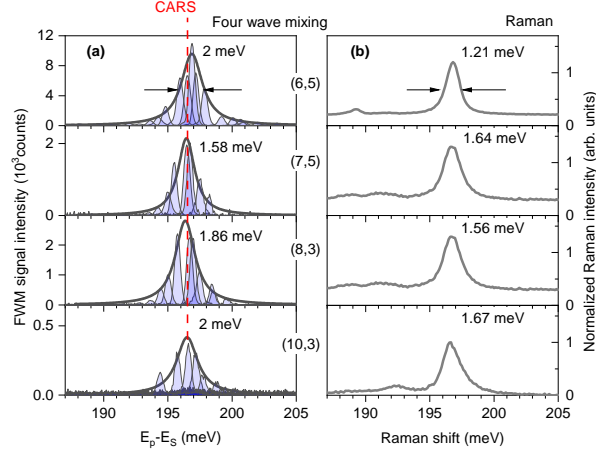 CARS
Four wave mixing
Raman
(a)
2 meV
(6,5)
(b)
1.21 meV
1.58 meV
(7,5)
1.64 meV
1.86 meV
(8,3)
1.56 meV
2 meV
(10,3)
1.67 meV
12
8
4
0
2
0
2
1
0
0.5
0.0
FWM signal intensity (10³counts)
1
0
1
0
1
0
1
0
Normalized Raman intensity (arb. units)
190 195 200 205
190 195 200 205
Eₚ-E_S (meV)
Raman shift (meV)